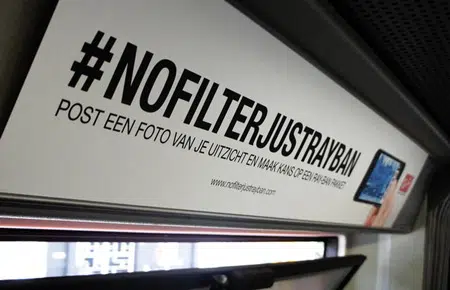 #NOFILTERJUSTRAYBAN
POST EEN FOTO VAN JE UITZICHT EN MAAK KANS OP EEN RAY-BAN PAKKET
www.nofilterjustrayban.com